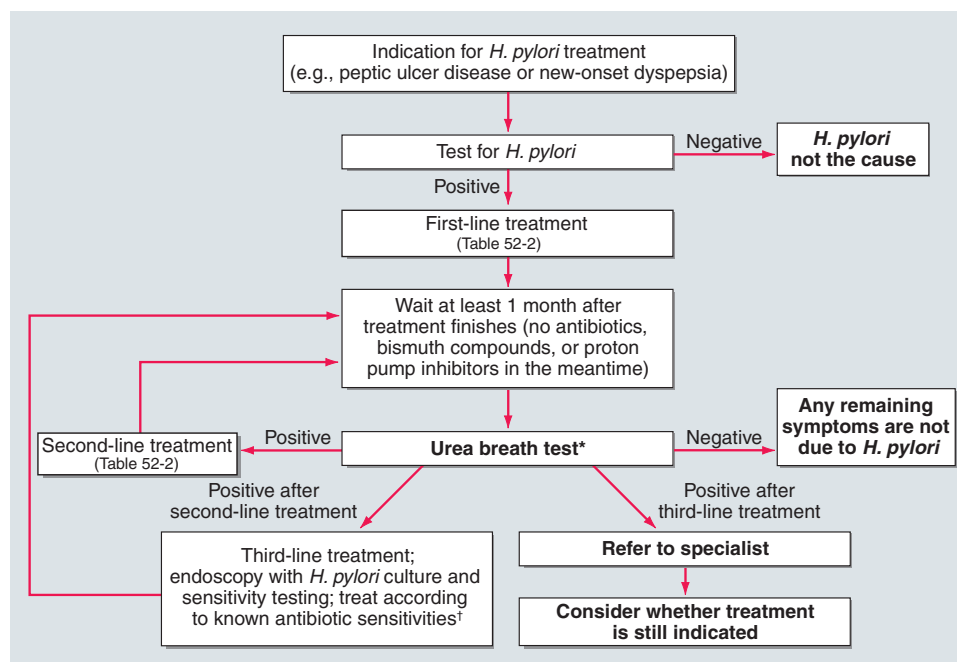 Indication for H. pylori treatment
(e.g., peptic ulcer disease or new-onset dyspepsia)
Test for H. pylori
Negative
H. pylori
not the cause
Positive
First-line treatment
(Table 52-2)
Wait at least 1 month after
treatment finishes (no antibiotics,
bismuth compounds, or proton
pump inhibitors in the meantime)
Second-line treatment
(Table 52-2)
Positive
Urea breath test*
Negative
Any remaining
symptoms are not
due to H. pylori
Positive after
second-line treatment
Positive after
third-line treatment
Third-line treatment;
endoscopy with H. pylori culture and
sensitivity testing; treat according
to known antibiotic sensitivities†
Refer to specialist
Consider whether treatment
is still indicated